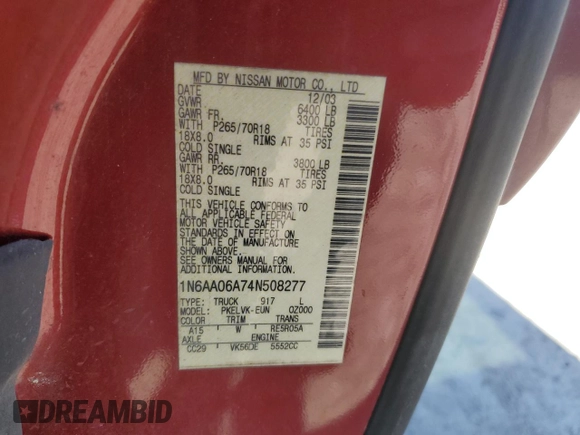 MFD BY NISSAN MOTOR CO., LTD
DATE 12/03
GVWR 6400 LB
GAWR FR. 3300 LB
WITH P265/70R18 TIRES
18X8.0 RIMS AT 35 PSI
COLD SINGLE
GAWR RR. 3800 LB
WITH P265/70R18 TIRES
18X8.0 RIMS AT 35 PSI
COLD SINGLE
THIS VEHICLE CONFORMS TO
ALL APPLICABLE FEDERAL
MOTOR VEHICLE SAFETY
STANDARDS IN EFFECT ON
THE DATE OF MANUFACTURE
SHOWN ABOVE.
SEE OWNERS MANUAL FOR
ADDITIONAL INFORMATION.
1N6AA06A74N508277
TYPE: TRUCK 917 L
MODEL: PKELVK-EUN OZ000
COLOR TRIM TRANS
A15 W RE5R05A
AXLE ENGINE
CC29 VK56DE 5552CC
DREAMBID